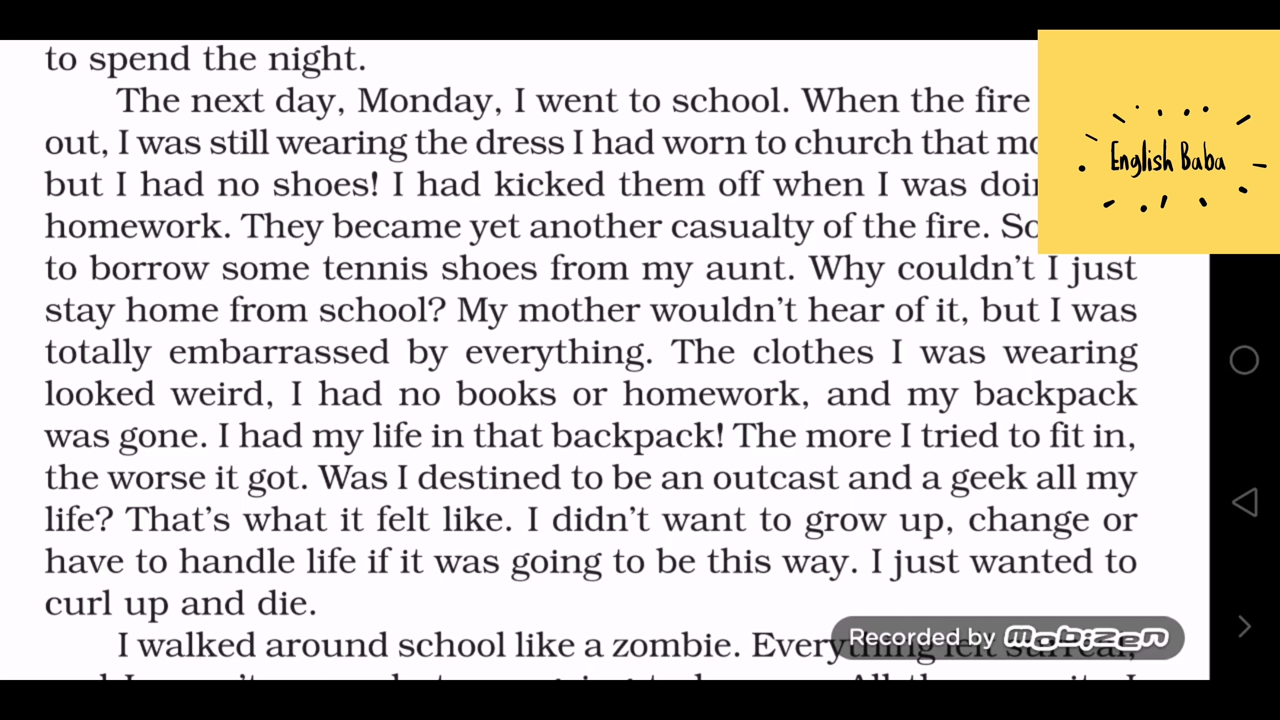 to spend the night.
The next day, Monday, I went to school. When the fire
out, I was still wearing the dress I had worn to church that
but I had no shoes! I had kicked them off when I was
homework. They became yet another casualty of the fire. So
to borrow some tennis shoes from my aunt. Why couldn't I just
stay home from school? My mother wouldn't hear of it, but I was
totally embarrassed by everything. The clothes I was wearing
looked weird, I had no books or homework, and my backpack
was gone. I had my life in that backpack! The more I tried to fit in,
the worse it got. Was I destined to be an outcast and a geek all my
life? That's what it felt like. I didn't want to grow up, change or
have to handle life if it was going to be this way. I just wanted to
curl up and die.
I walked around school like a zombie. Everything felt surreal,
English Baba
Recorded by Mobizen